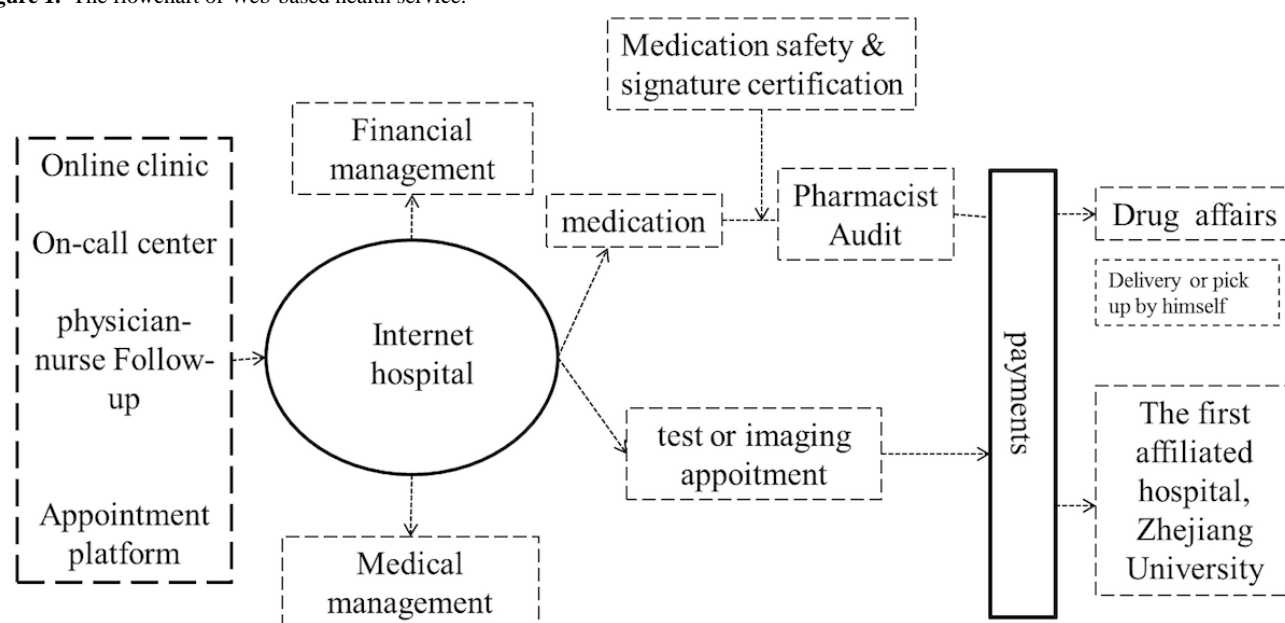 Figure 1. The flowchart of Web-based health service.
Medication safety &
signature certification
Financial
management
Online clinic
On-call center
physician-
nurse Follow-
up
Appointment
platform
Internet
hospital
medication
Pharmacist
Audit
test or imaging
appoitment
Medical
management
payments
Drug affairs
Delivery or pick
up by himself
The first
affiliated
hospital,
Zhejiang
University